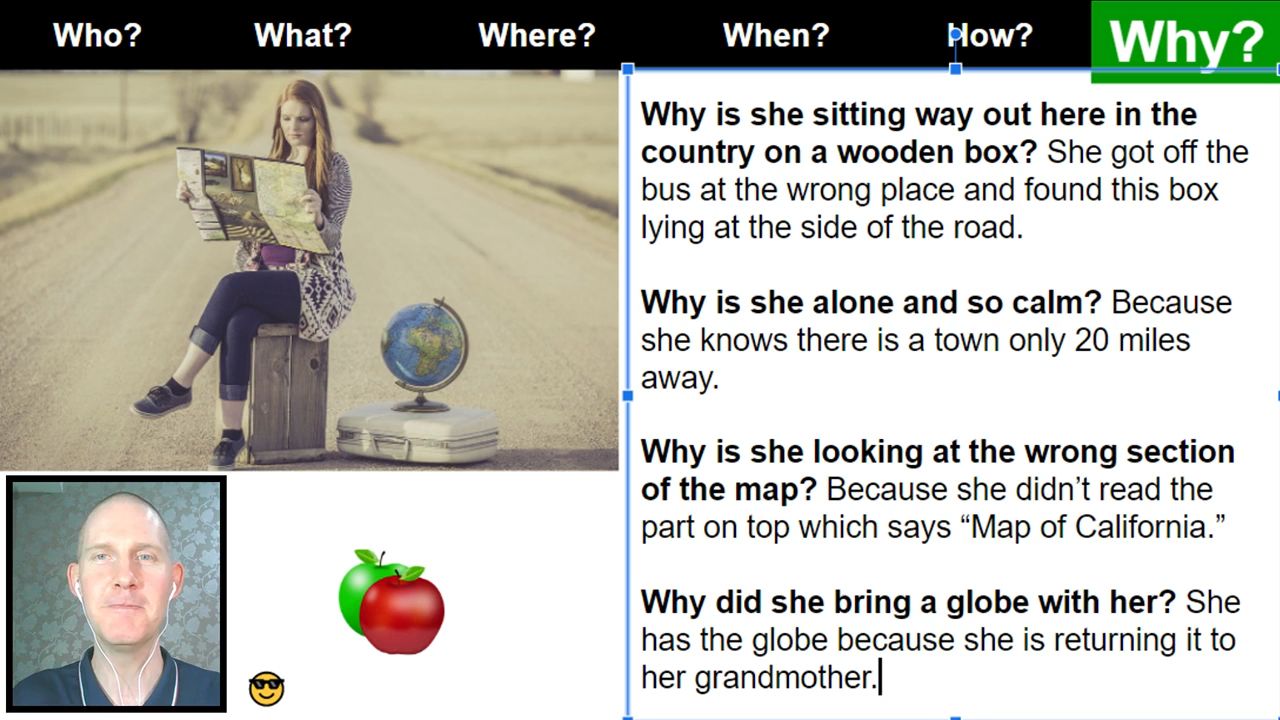 Who? What? Where? When? How? Why?
Why is she sitting way out here in the
country on a wooden box? She got off the
bus at the wrong place and found this box
lying at the side of the road.
Why is she alone and so calm? Because
she knows there is a town only 20 miles
away.
Why is she looking at the wrong section
of the map? Because she didn’t read the
part on top which says “Map of California.”
Why did she bring a globe with her? She
has the globe because she is returning it to
her grandmother.